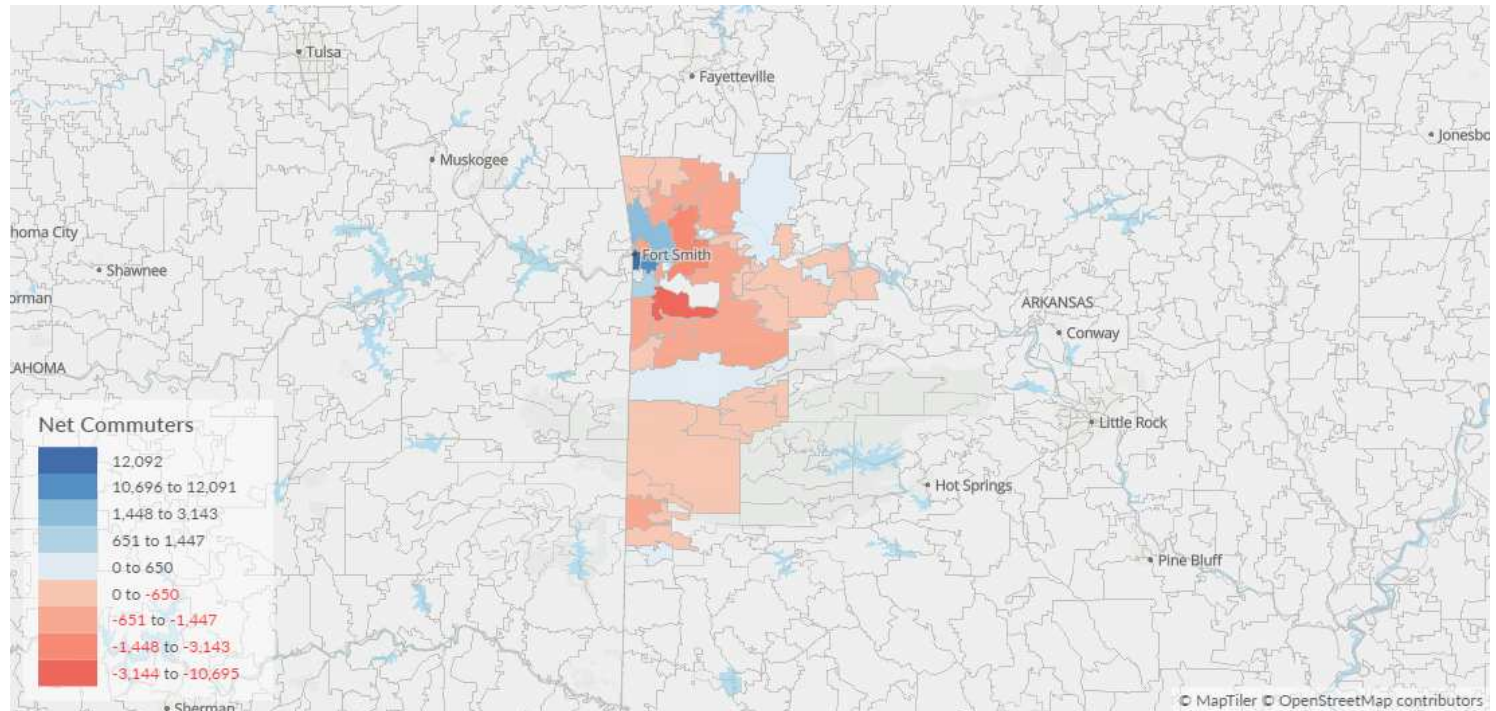 Tulsa
Fayetteville
Jonesbo
Muskogee
homa City
Fort Smith
Shawnee
orman
ARKANSAS
Conway
LAHOMA
Net Commuters
Little Rock
12,092
10,696 to 12,091
Hot Springs
1,448 to 3,143
651 to 1,447
0 to 650
Pine Bluff
0 to -650
-651 to -1,447
-1,448 to -3,143
-3,144 to -10,695
© MapTiler © OpenStreetMap contributors
Sherman